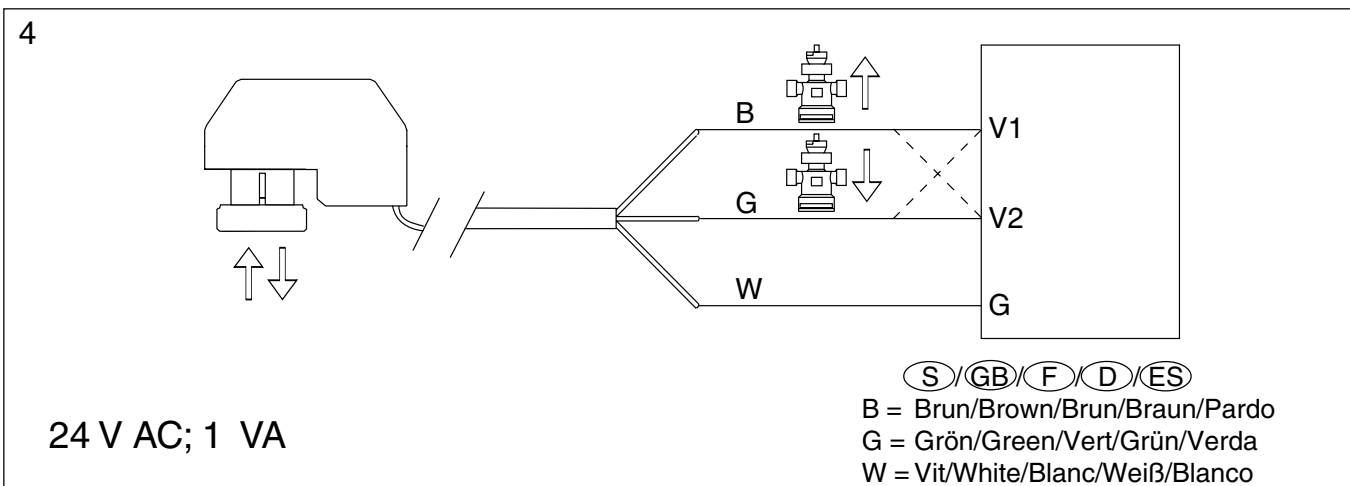 4
B
V1
G
V2
W
G
S/GB/F/D/ES
B = Brun/Brown/Brun/Braun/Pardo
24 V AC; 1 VA
G = Grön/Green/Vert/Grün/Verda
W = Vit/White/Blanc/Weiß/Blanco